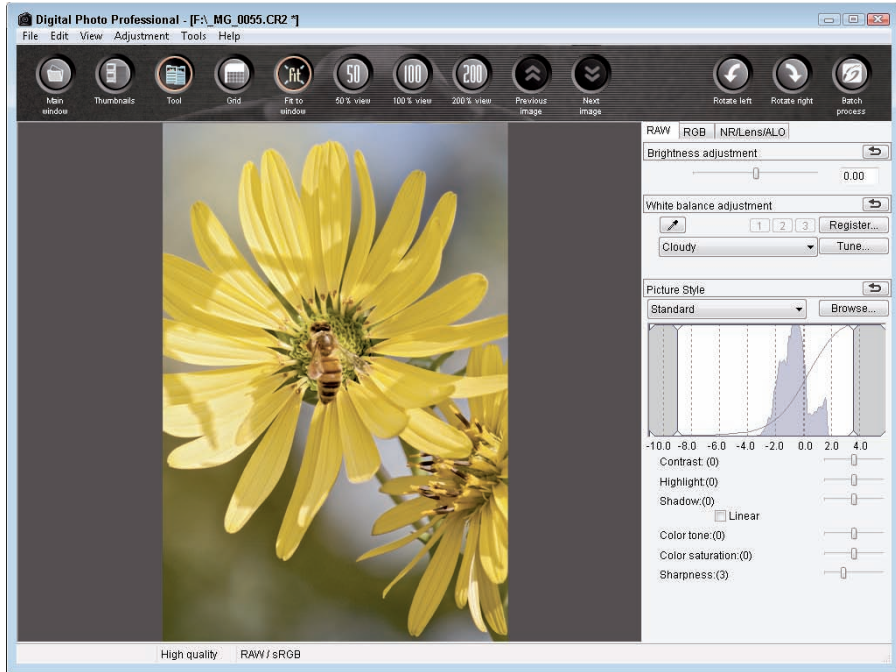 Digital Photo Professional - [F:\_MG_0055.CR2 *]
File Edit View Adjustment Tools Help
50 100 200
Main window Thumbnails Tool Grid Fit to window 50% view 100% view 200% view Previous image Next image Rotate left Rotate right Batch process
RAW RGB NR/Lens/ALO
Brightness adjustment
0.00
White balance adjustment
1 2 3 Register...
Cloudy Tune...
Picture Style
Standard Browse...
-10.0 -8.0 -6.0 -4.0 -2.0 0.0 2.0 4.0
Contrast: (0)
Highlight:(0)
Shadow:(0)
Linear
Color tone:(0)
Color saturation:(0)
Sharpness:(3)
High quality RAW / sRGB